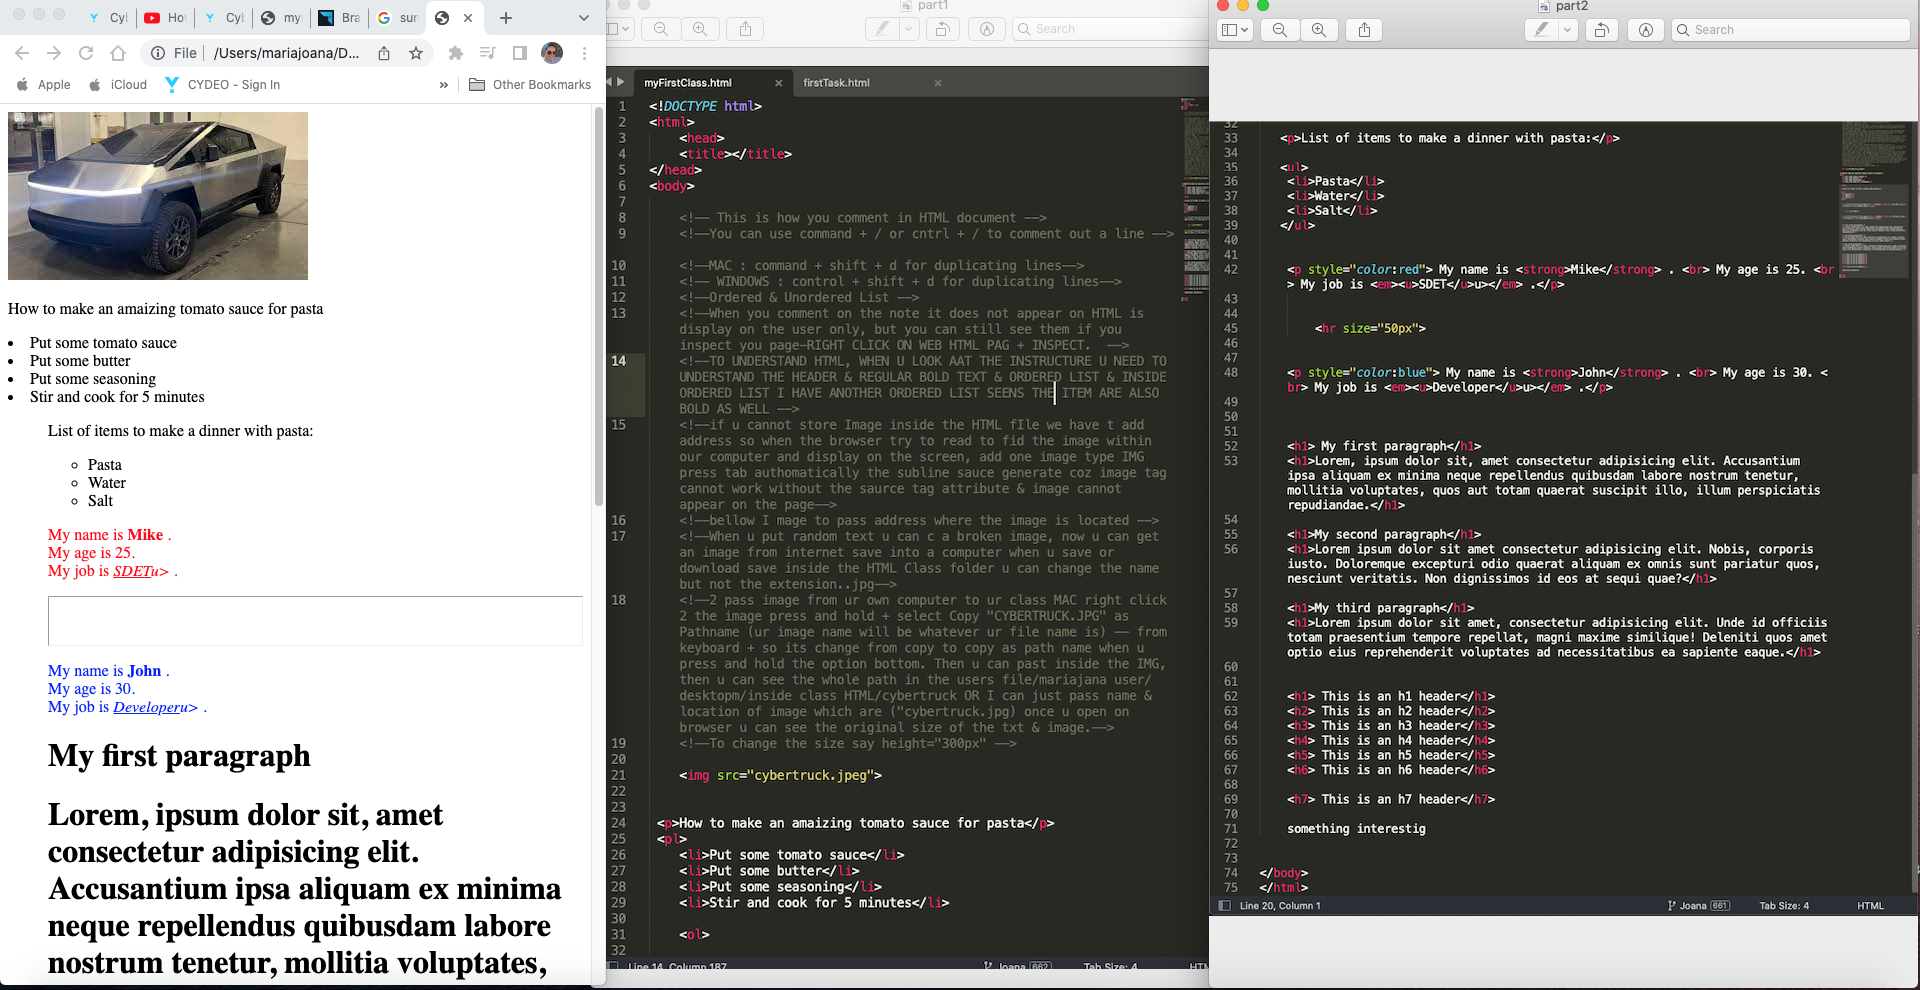 Cyl
Ho
Cyl
my
Bra
sur
File
/Users/mariajoana/D...
Apple
iCloud
CYDEO - Sign In
»
Other Bookmarks
How to make an amaizing tomato sauce for pasta
• Put some tomato sauce
• Put some butter
• Put some seasoning
• Stir and cook for 5 minutes
List of items to make a dinner with pasta:
Pasta
Water
Salt
My name is Mike .
My age is 25.
My job is SDETu> .
My name is John .
My age is 30.
My job is Developeru> .
My first paragraph
Lorem, ipsum dolor sit, amet
consectetur adipisicing elit.
Accusantium ipsa aliquam ex minima
neque repellendus quibusdam labore
nostrum tenetur, mollitia voluptates,
part1
Search
myFirstClass.html
firstTask.html
1 <!DOCTYPE html>
2 <html>
3 <head>
4 <title></title>
5 </head>
6 <body>
7
8 <!-- This is how you comment in HTML document -->
9 <!--You can use command + / or cntrl + / to comment out a line -->
10 <!--MAC : command + shift + d for duplicating lines-->
11 <!-- WINDOWS : control + shift + d for duplicating lines-->
12 <!--Ordered & Unordered List -->
13 <!--When you comment on the note it does not appear on HTML is
display on the user only, but you can still see them if you
inspect you page-RIGHT CLICK ON WEB HTML PAG + INSPECT.  -->
14 <!--TO UNDERSTAND HTML, WHEN U LOOK AAT THE INSTRUCTURE U NEED TO
UNDERSTAND THE HEADER & REGULAR BOLD TEXT & ORDERED LIST & INSIDE
ORDERED LIST I HAVE ANOTHER ORDERED LIST SEENS THE ITEM ARE ALSO
BOLD AS WELL -->
15 <!--if u cannot store Image inside the HTML fIle we have t add
address so when the browser try to read to fid the image within
our computer and display on the screen, add one image type IMG
press tab authomatically the subline sauce generate coz image tag
cannot work without the saurce tag attribute & image cannot
appear on the page-->
16 <!--bellow I mage to pass address where the image is located -->
17 <!--When u put random text u can c a broken image, now u can get
an image from internet save into a computer when u save or
download save inside the HTML Class folder u can change the name
but not the extension..jpg-->
18 <!--2 pass image from ur own computer to ur class MAC right click
2 the image press and hold + select Copy "CYBERTRUCK.JPG" as
Pathname (ur image name will be whatever ur file name is) -- from
keyboard + so its change from copy to copy as path name when u
press and hold the option bottom. Then u can past inside the IMG,
then u can see the whole path in the users file/mariajana user/
desktopm/inside class HTML/cybertruck OR I can just pass name &
location of image which are ("cybertruck.jpg) once u open on
browser u can see the original size of the txt & image.-->
19 <!--To change the size say height="300px" -->
20
21 <img src="cybertruck.jpeg">
22
23
24 <p>How to make an amaizing tomato sauce for pasta</p>
25 <pl>
26 <li>Put some tomato sauce</li>
27 <li>Put some butter</li>
28 <li>Put some seasoning</li>
29 <li>Stir and cook for 5 minutes</li>
30
31 <ol>
32
Line 14, Column 187
Joana 662
Tab Size: 4
HTM
part2
Search
32
33 <p>List of items to make a dinner with pasta:</p>
34
35 <ul>
36 <li>Pasta</li>
37 <li>Water</li>
38 <li>Salt</li>
39 </ul>
40
41
42 <p style="color:red"> My name is <strong>Mike</strong> . <br> My age is 25. <br
> My job is <em><u>SDET</u>u></em> .</p>
43
44
45 <hr size="50px">
46
47
48 <p style="color:blue"> My name is <strong>John</strong> . <br> My age is 30. <
br> My job is <em><u>Developer</u>u></em> .</p>
49
50
51
52 <h1> My first paragraph</h1>
53 <h1>Lorem, ipsum dolor sit, amet consectetur adipisicing elit. Accusantium
ipsa aliquam ex minima neque repellendus quibusdam labore nostrum tenetur,
mollitia voluptates, quos aut totam quaerat suscipit illo, illum perspiciatis
repudiandae.</h1>
54
55 <h1>My second paragraph</h1>
56 <h1>Lorem ipsum dolor sit amet consectetur adipisicing elit. Nobis, corporis
iusto. Doloremque excepturi odio quaerat aliquam ex omnis sunt pariatur quos,
nesciunt veritatis. Non dignissimos id eos at sequi quae?</h1>
57
58 <h1>My third paragraph</h1>
59 <h1>Lorem ipsum dolor sit amet, consectetur adipisicing elit. Unde id officiis
totam praesentium tempore repellat, magni maxime similique! Deleniti quos amet
optio eius reprehenderit voluptates ad necessitatibus ea sapiente eaque.</h1>
60
61
62 <h1> This is an h1 header</h1>
63 <h2> This is an h2 header</h2>
64 <h3> This is an h3 header</h3>
65 <h4> This is an h4 header</h4>
66 <h5> This is an h5 header</h5>
67 <h6> This is an h6 header</h6>
68
69 <h7> This is an h7 header</h7>
70
71 something interestig
72
73
74 </body>
75 </html>
Line 20, Column 1
Joana 661
Tab Size: 4
HTML